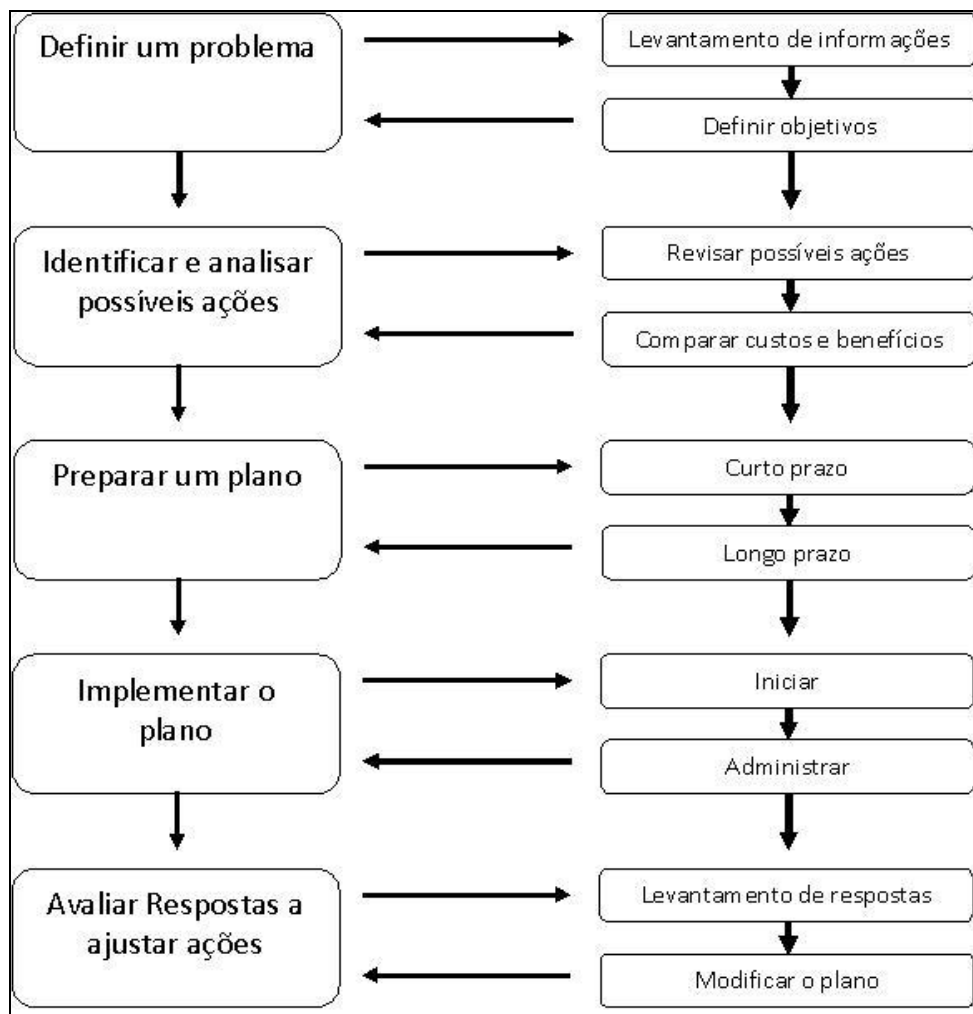 Definir um problema
Levantamento de informações
Definir objetivos
Identificar e analisar
possíveis ações
Revisar possíveis ações
Comparar custos e benefícios
Preparar um plano
Curto prazo
Longo prazo
Implementar o
plano
Iniciar
Administrar
Avaliar Respostas a
ajustar ações
Levantamento de respostas
Modificar o plano